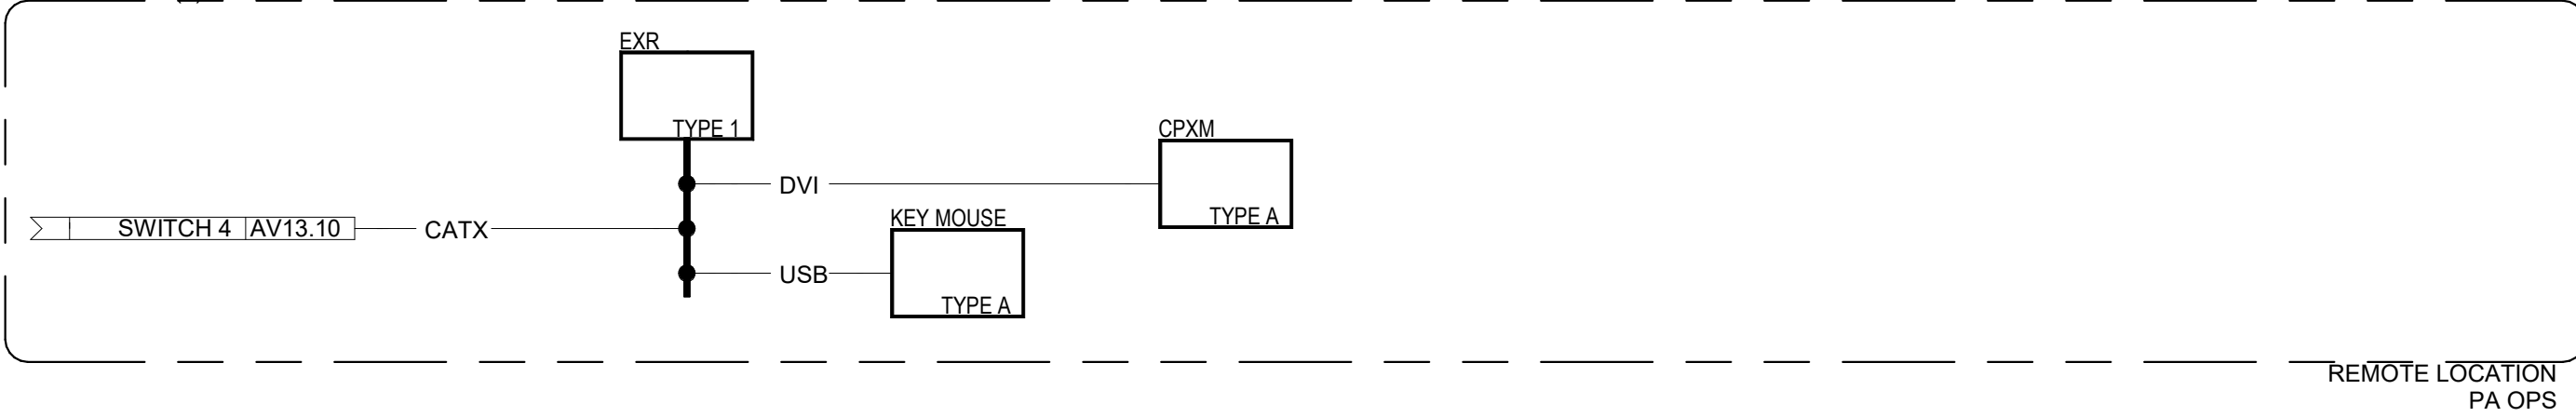 EXR
TYPE 1
CPXM
DVI
TYPE A
SWITCH 4 AV13.10 CATX
KEY MOUSE
USB
TYPE A
REMOTE LOCATION
PA OPS